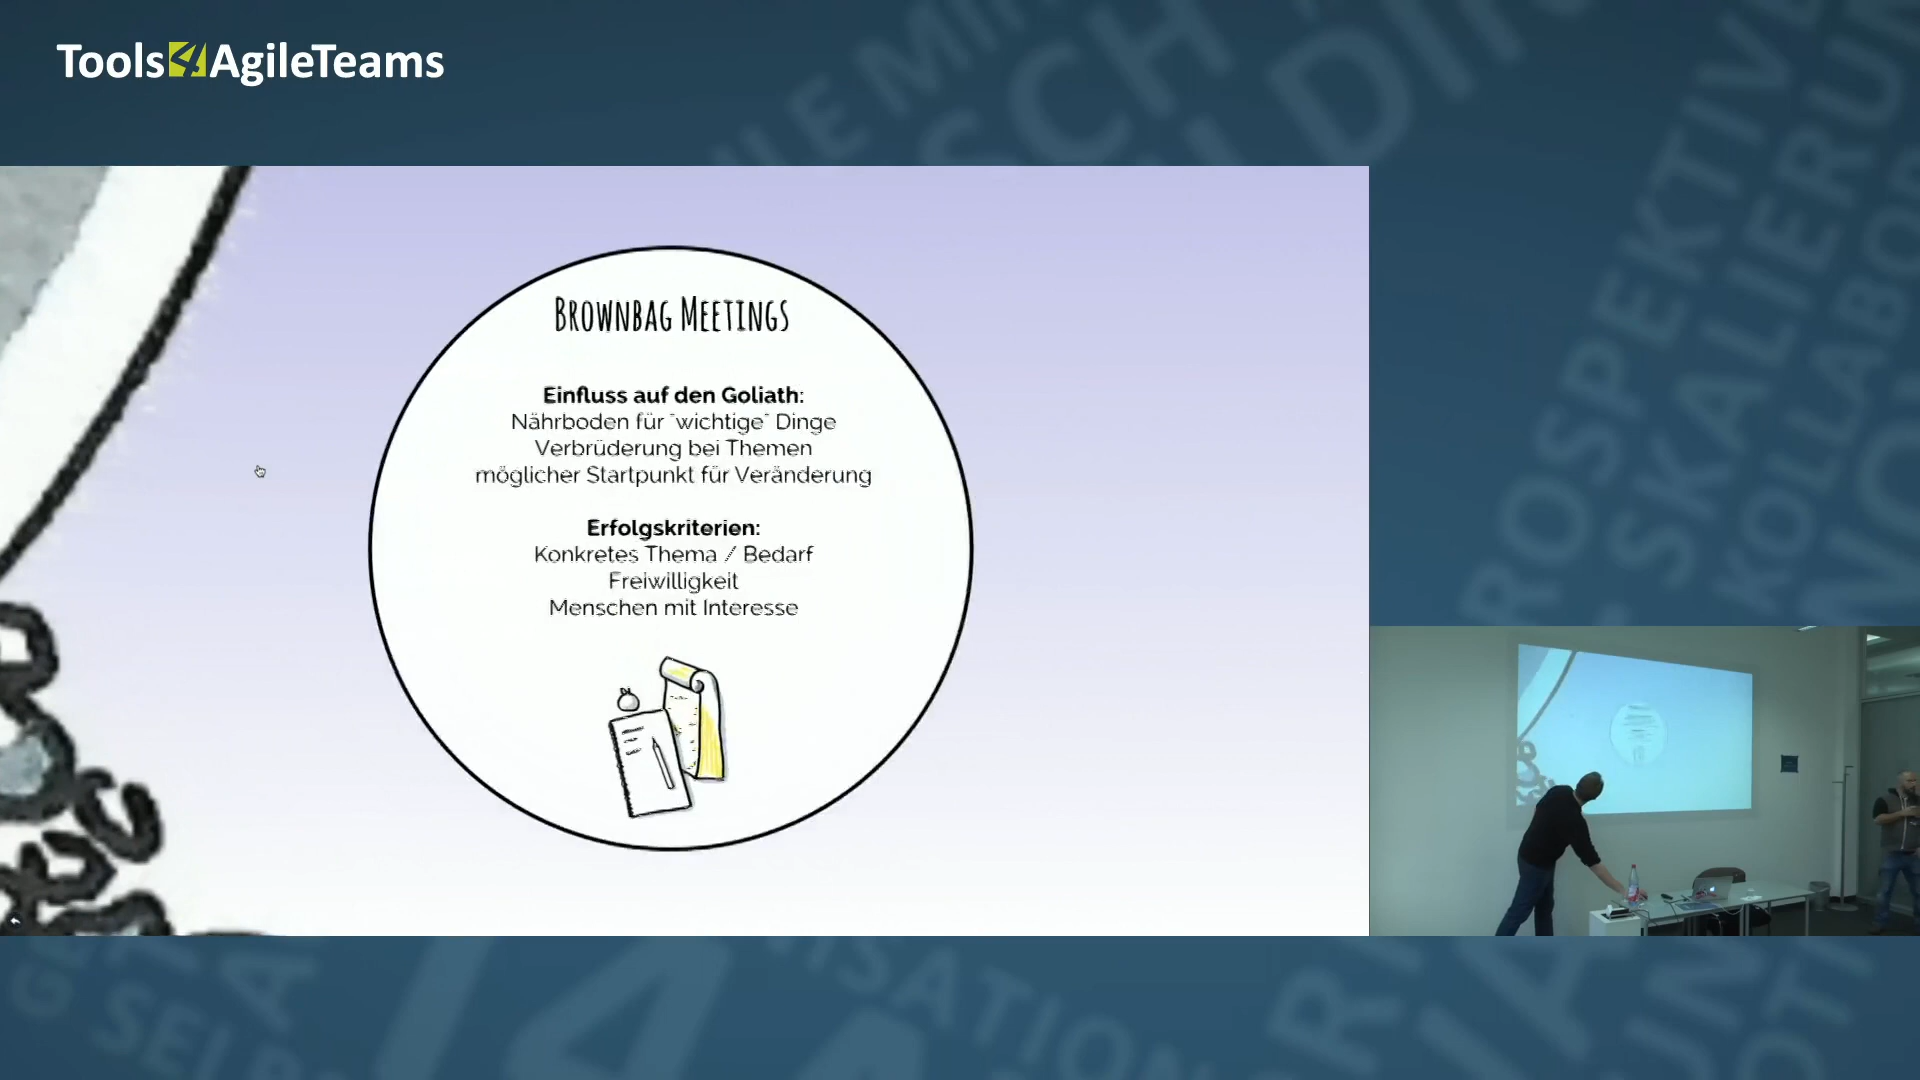 Tools4AgileTeams
BROWNBAG MEETINGS
Einfluss auf den Goliath:
Nährboden für "wichtige" Dinge
Verbrüderung bei Themen
möglicher Startpunkt für Veränderung
Erfolgskriterien:
Konkretes Thema / Bedarf
Freiwilligkeit
Menschen mit Interesse